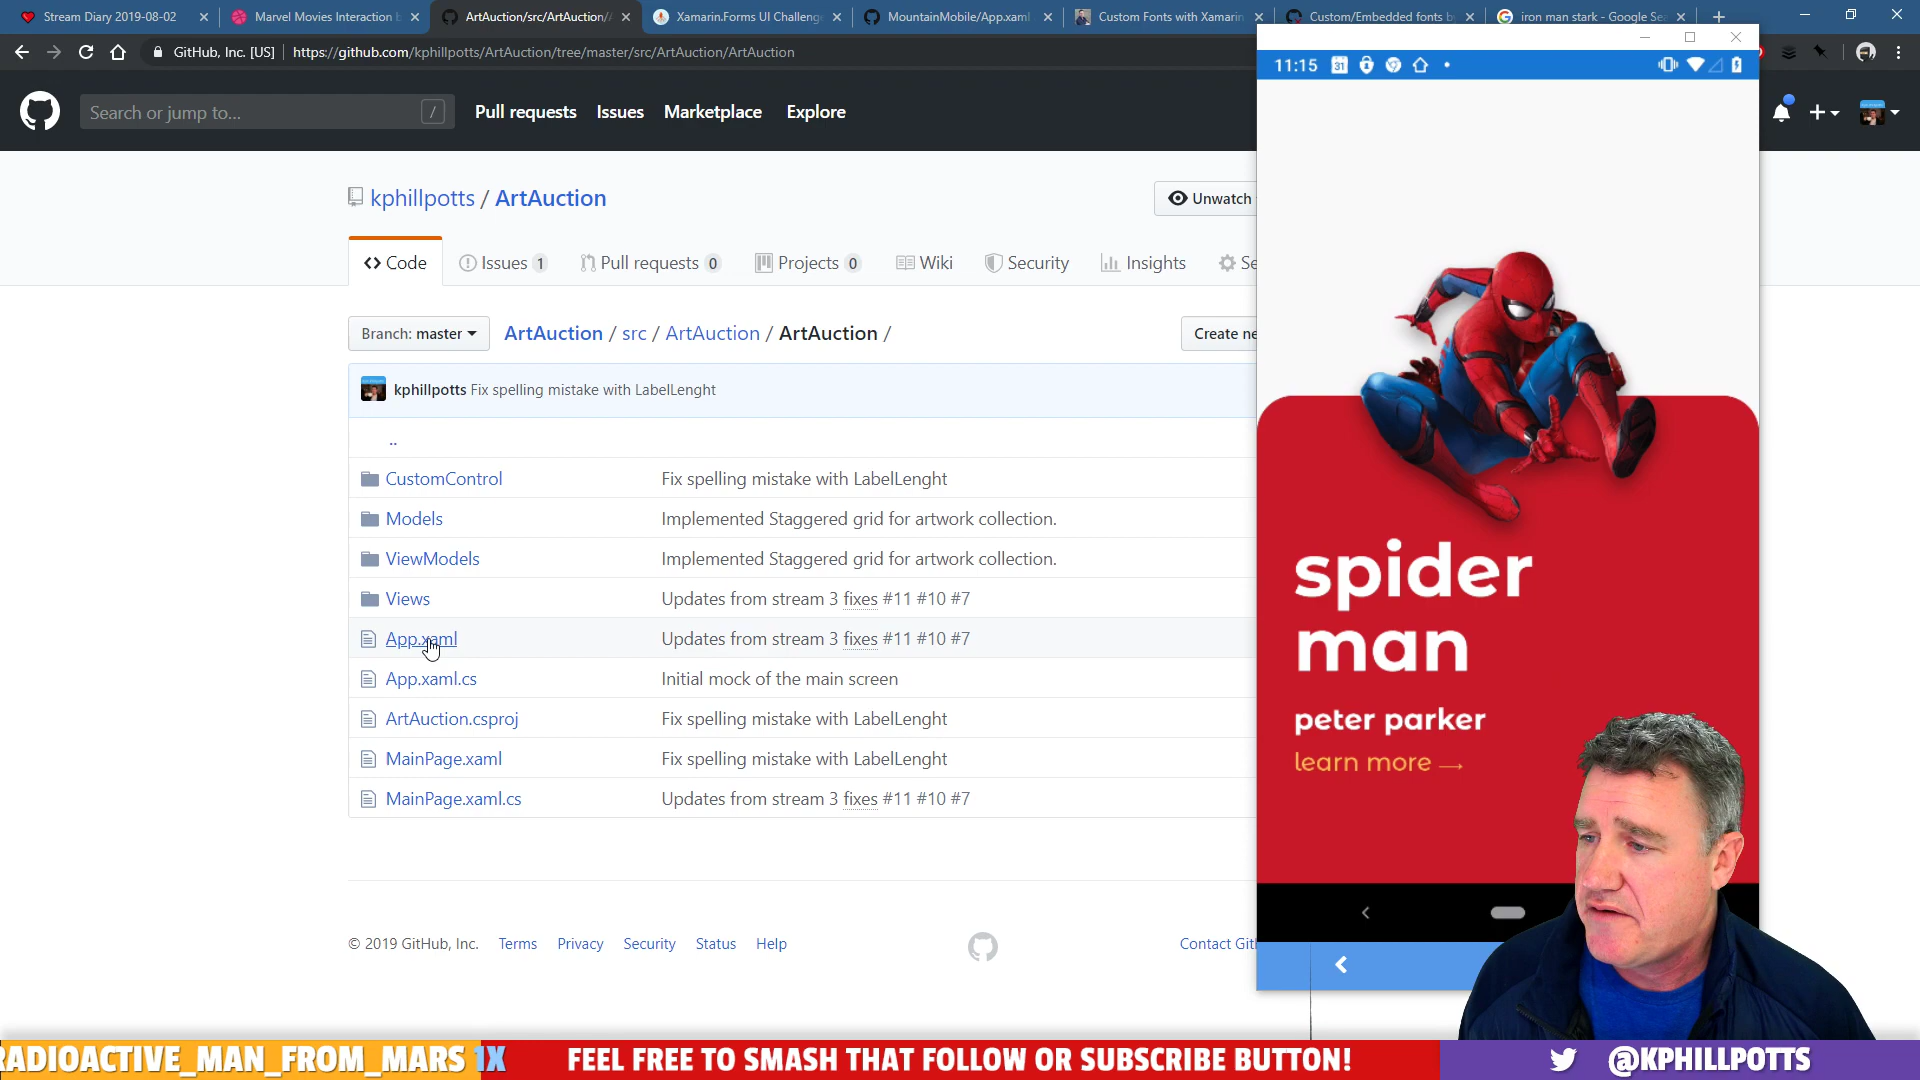 Stream Diary 2019-08-02
Marvel Movies Interaction
ArtAuction/src/ArtAuction/
Xamarin.Forms UI Challeng
MountainMobile/App.xaml
Custom Fonts with Xamarin
Custom/Embedded fonts
iron man stark - Google Se
GitHub, Inc. [US] https://github.com/kphillpotts/ArtAuction/tree/master/src/ArtAuction/ArtAuction
11:15
31
Search or jump to...
/
Pull requests
Issues
Marketplace
Explore
kphillpotts / ArtAuction
Unwatch
Code
Issues 1
Pull requests 0
Projects 0
Wiki
Security
Insights
Se
Branch: master
ArtAuction / src / ArtAuction / ArtAuction /
Create ne
kphillpotts Fix spelling mistake with LabelLenght
..
CustomControl Fix spelling mistake with LabelLenght
Models Implemented Staggered grid for artwork collection.
ViewModels Implemented Staggered grid for artwork collection.
Views Updates from stream 3 fixes #11 #10 #7
App.xaml Updates from stream 3 fixes #11 #10 #7
App.xaml.cs Initial mock of the main screen
ArtAuction.csproj Fix spelling mistake with LabelLenght
MainPage.xaml Fix spelling mistake with LabelLenght
MainPage.xaml.cs Updates from stream 3 fixes #11 #10 #7
© 2019 GitHub, Inc.
Terms
Privacy
Security
Status
Help
Contact Git
spider
man
peter parker
learn more →
RADIOACTIVE_MAN_FROM_MARS 1X
FEEL FREE TO SMASH THAT FOLLOW OR SUBSCRIBE BUTTON!
@KPHILLPOTTS